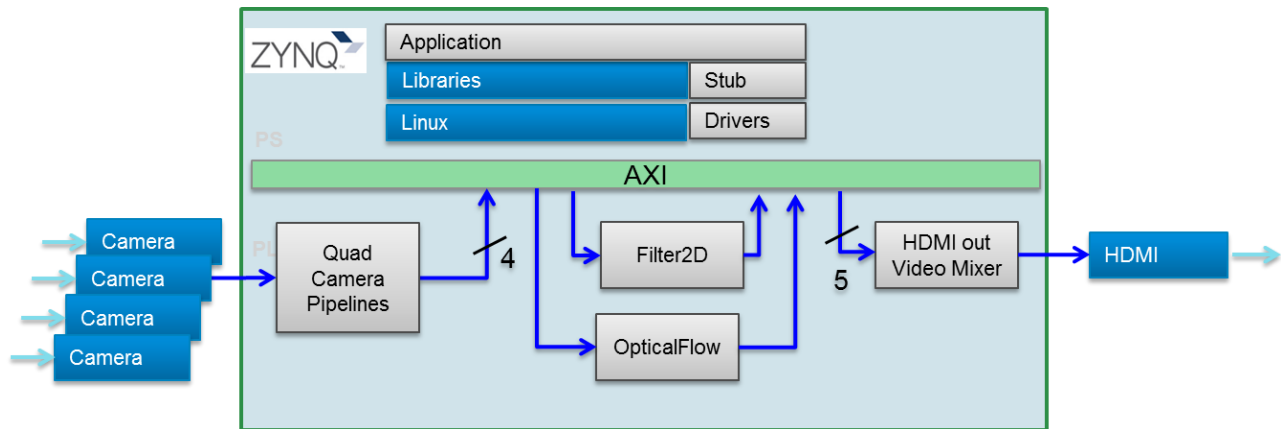 ZYNQ
Application
Libraries
Stub
Linux
Drivers
PS
AXI
PL
Camera
Camera
Camera
Camera
Quad
Camera
Pipelines
4
Filter2D
OpticalFlow
5
HDMI out
Video Mixer
HDMI